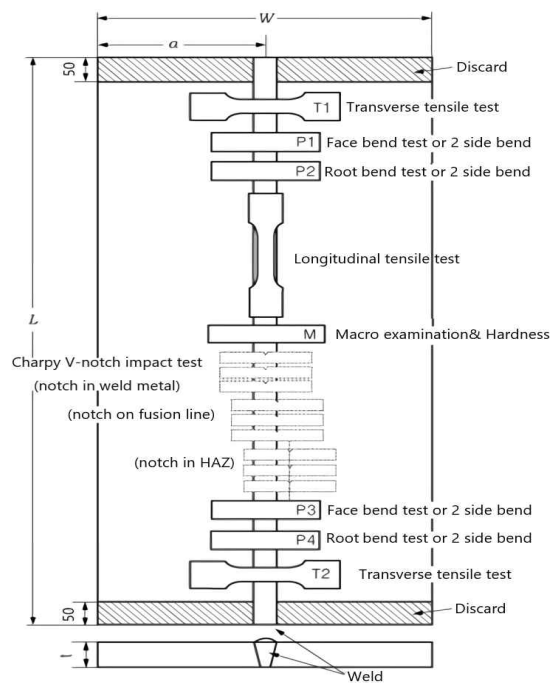 W
a
50
Discard
T1
Transverse tensile test
P1
Face bend test or 2 side bend
P2
Root bend test or 2 side bend
Longitudinal tensile test
L
M
Macro examination& Hardness
Charpy V-notch impact test
(notch in weld metal)
(notch on fusion line)
(notch in HAZ)
P3
Face bend test or 2 side bend
P4
Root bend test or 2 side bend
T2
Transverse tensile test
50
Discard
t
Weld